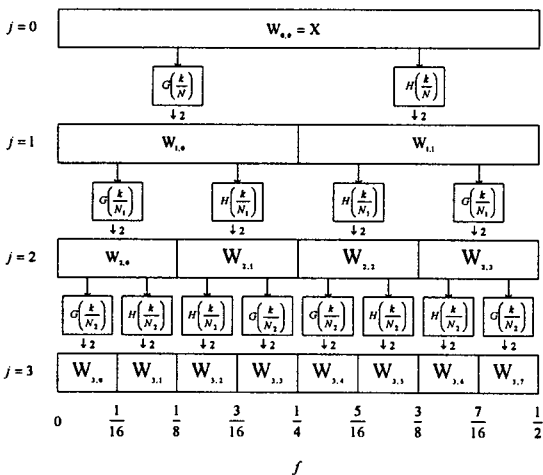 j = 0 W₀,₀ = X
G(k/N) H(k/N)
↓2 ↓2
j = 1 W₁,₀ W₁,₁
G(k/N₁) H(k/N₁) H(k/N₁) G(k/N₁)
↓2 ↓2 ↓2 ↓2
j = 2 W₂,₀ W₂,₁ W₂,₂ W₂,₃
G(k/N₂) H(k/N₂) H(k/N₂) G(k/N₂) G(k/N₂) H(k/N₂) H(k/N₂) G(k/N₂)
↓2 ↓2 ↓2 ↓2 ↓2 ↓2 ↓2 ↓2
j = 3 W₃,₀ W₃,₁ W₃,₂ W₃,₃ W₃,₄ W₃,₅ W₃,₆ W₃,₇
0 1/16 1/8 3/16 1/4 5/16 3/8 7/16 1/2
f